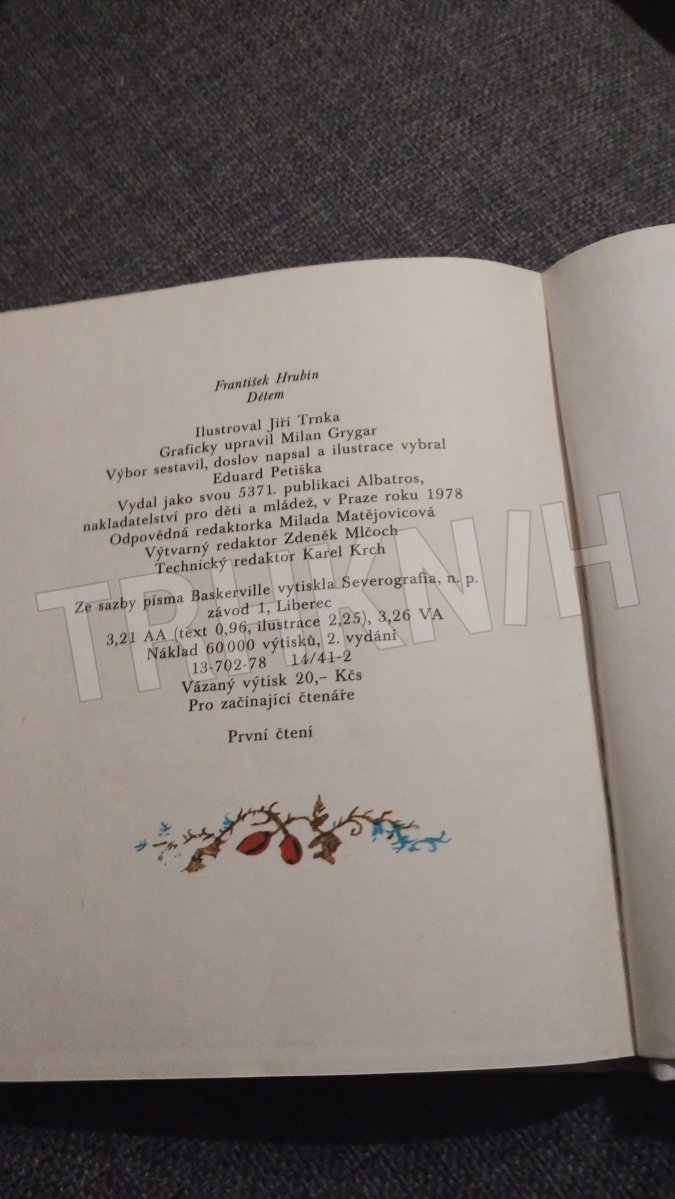 František Hrubín
Dětem
Ilustroval Jiří Trnka
Graficky upravil Milan Grygar
Výbor sestavil, doslov napsal a ilustrace vybral
Eduard Petiška
Vydal jako svou 5371. publikaci Albatros,
nakladatelství pro děti a mládež, v Praze roku 1978
Odpovědná redaktorka Milada Matějovicová
Výtvarný redaktor Zdeněk Mlčoch
Technický redaktor Karel Krch
Ze sazby písma Baskerville vytiskla Severografia, n. p.
závod 1, Liberec
3,21 AA (text 0,96, ilustrace 2,25), 3,26 VA
Náklad 60 000 výtisků, 2. vydání
13-702-78 14/41-2
Vázaný výtisk 20,– Kčs
Pro začínající čtenáře
První čtení
TRHKNIH